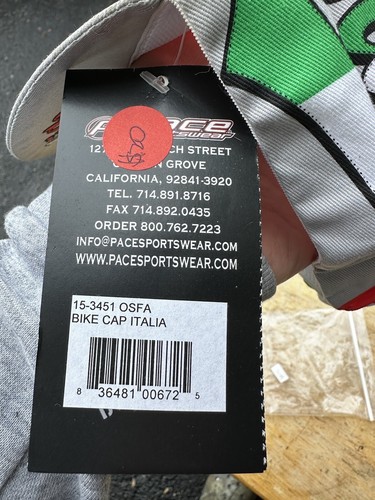 pace
sportswear
STREET
GROVE
CALIFORNIA, 92841-3920
TEL. 714.891.8716
FAX 714.892.0435
ORDER 800.762.7223
INFO@PACESPORTSWEAR.COM
WWW.PACESPORTSWEAR.COM
15-3451 OSFA
BIKE CAP ITALIA
8 36481 00672 5